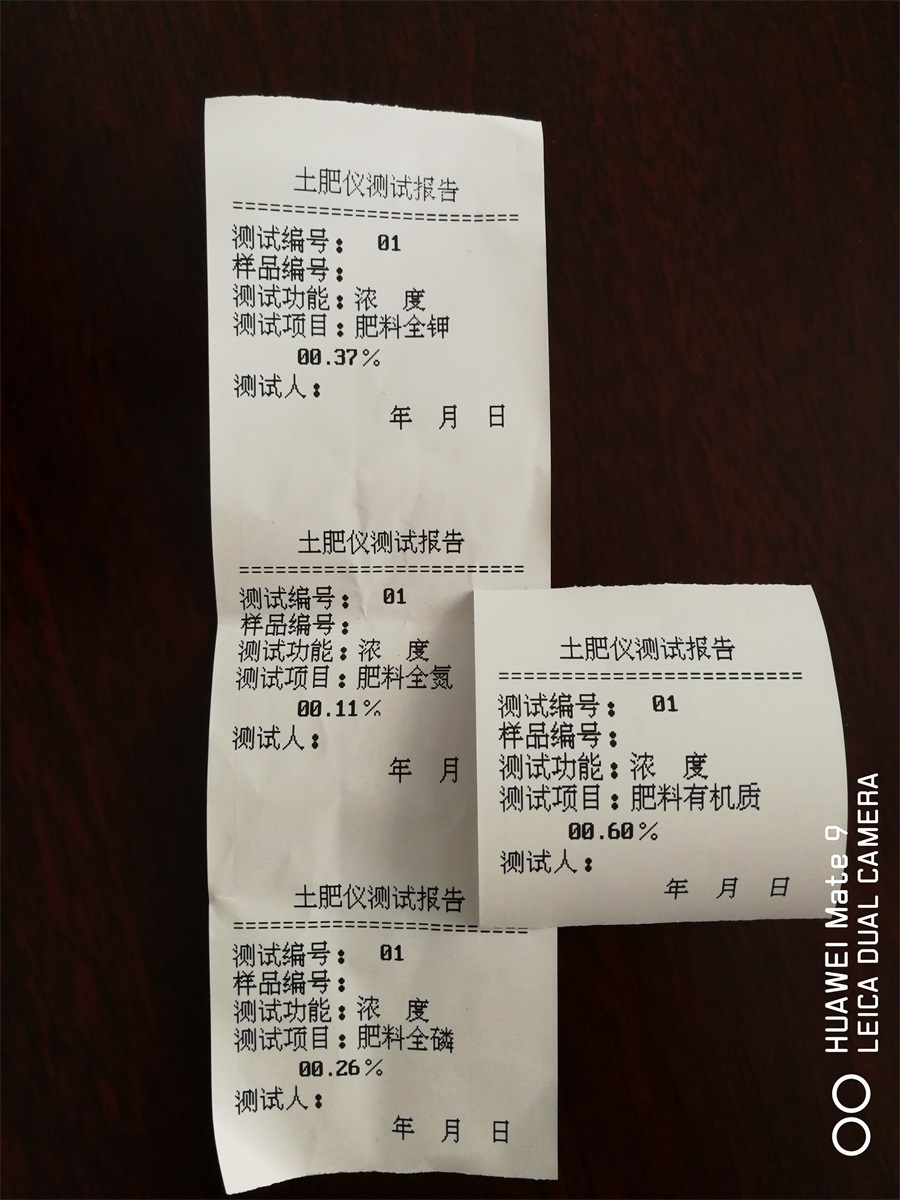 土肥仪测试报告
========================
测试编号： 01
样品编号：
测试功能：浓 度
测试项目：肥料全钾
00.37%
测试人：
年 月 日
土肥仪测试报告
========================
测试编号： 01
样品编号：
测试功能：浓 度
测试项目：肥料全氮
00.11%
测试人：
年 月
土肥仪测试报告
========================
测试编号： 01
样品编号：
测试功能：浓 度
测试项目：肥料全磷
00.26%
测试人：
年 月 日
土肥仪测试报告
========================
测试编号： 01
样品编号：
测试功能：浓 度
测试项目：肥料有机质
00.60%
测试人：
年 月 日
HUAWEI Mate 9
LEICA DUAL CAMERA